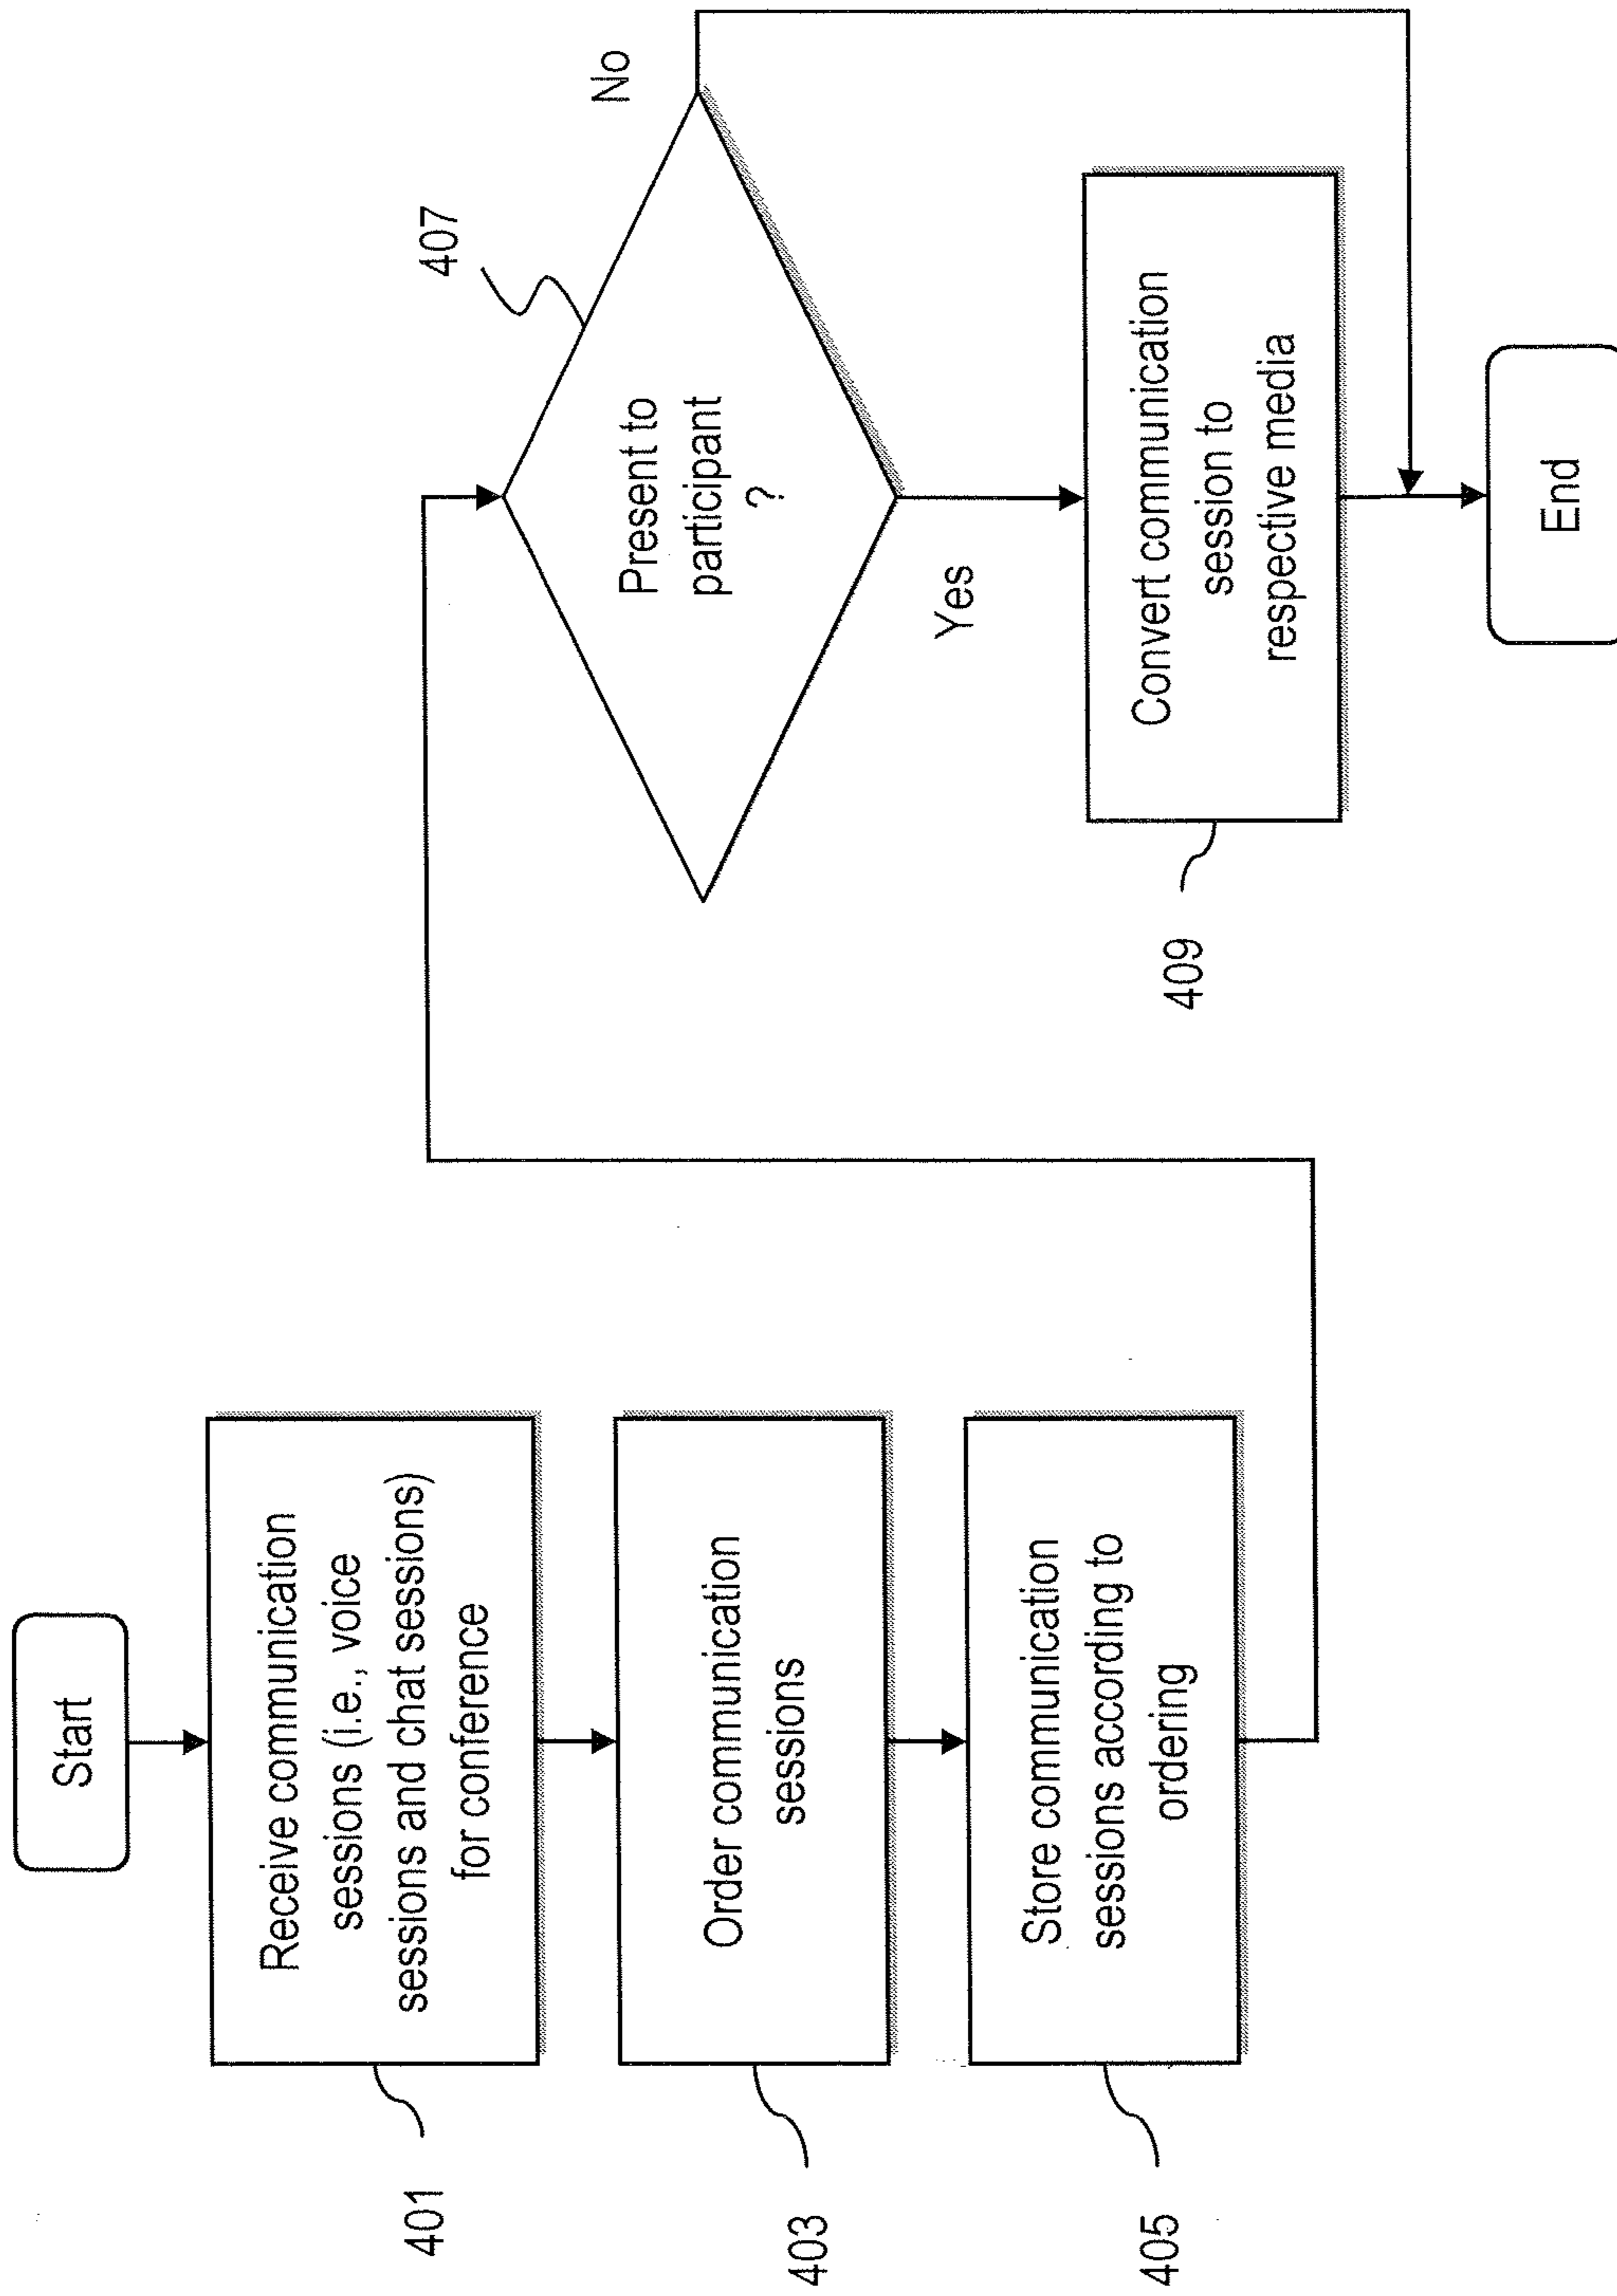 Start
Receive communication
sessions (i.e., voice
sessions and chat sessions)
for conference
401
Order communication
sessions
403
Store communication
sessions according to
ordering
405
Present to
participant
?
407
No
Yes
Convert communication
session to
respective media
409
End